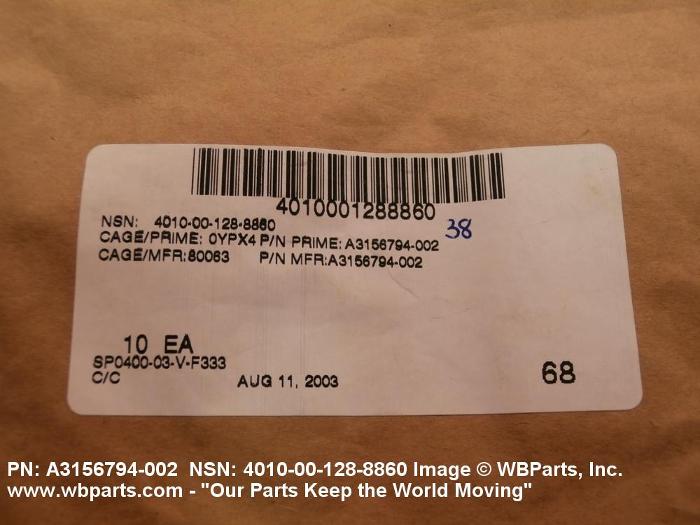 4010001288860
NSN: 4010-00-128-8860
38
CAGE/PRIME: 0YPX4 P/N PRIME: A3156794-002
CAGE/MFR:80063 P/N MFR:A3156794-002
10 EA
SP0400-03-V-F333
C/C AUG 11, 2003
68
PN: A3156794-002 NSN: 4010-00-128-8860 Image © WBParts, Inc.
www.wbparts.com - "Our Parts Keep the World Moving"